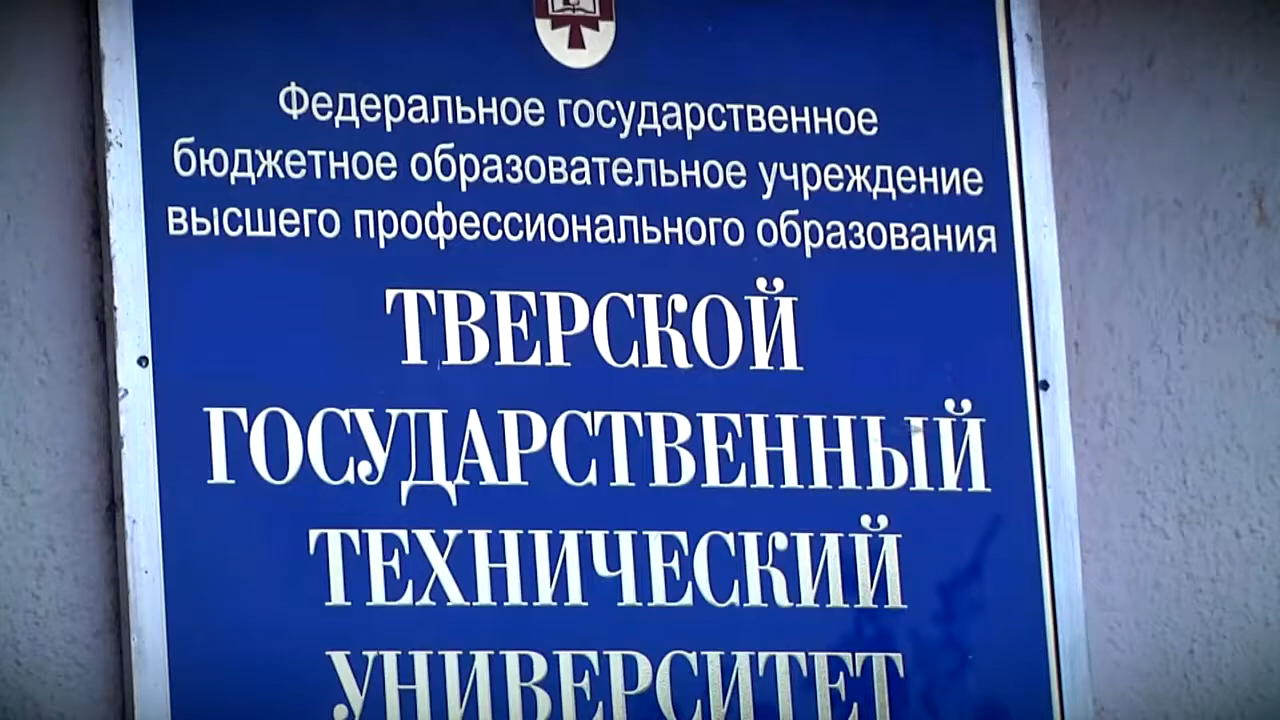 Федеральное государственное
бюджетное образовательное учреждение
высшего профессионального образования
ТВЕРСКОЙ
ГОСУДАРСТВЕННЫЙ
ТЕХНИЧЕСКИЙ
УНИВЕРСИТЕТ